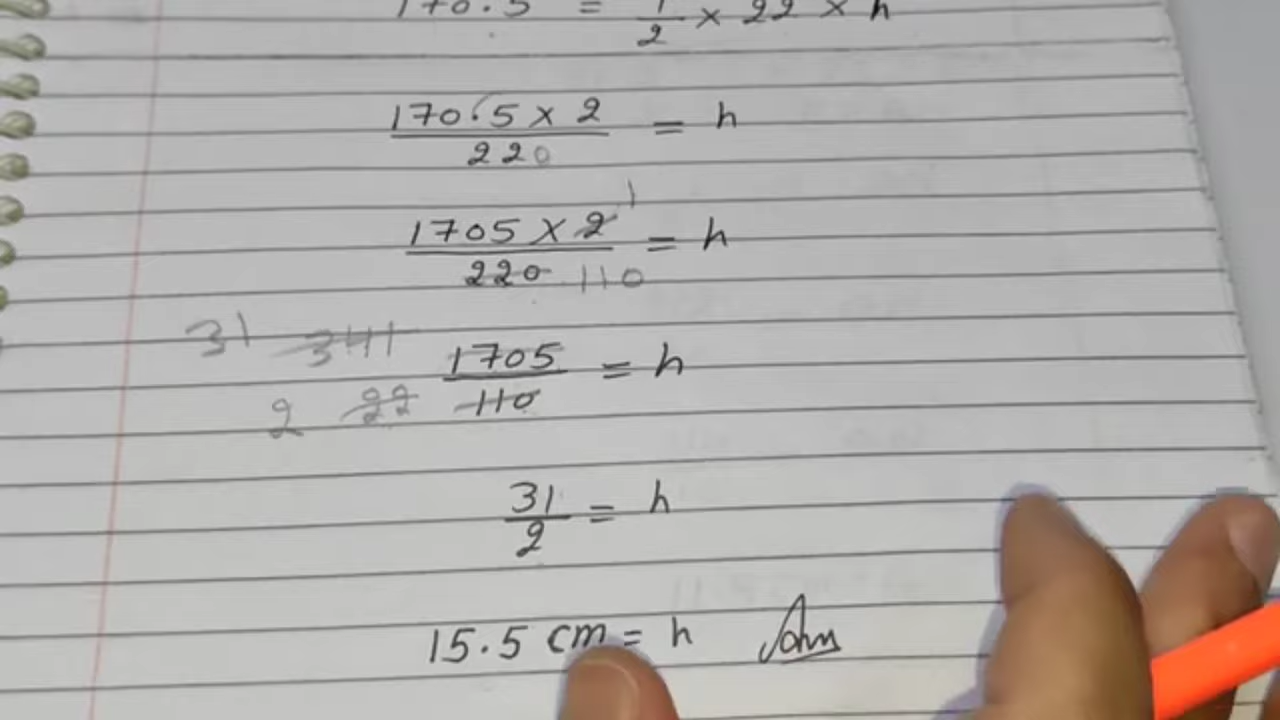 170.5 = 1/2 × 22 × h
170.5 × 2 / 220 = h
1705 × 2 1 / 220 110 = h
31 341 1705 / 2 22 110 = h
31/2 = h
15.5 cm = h Ans